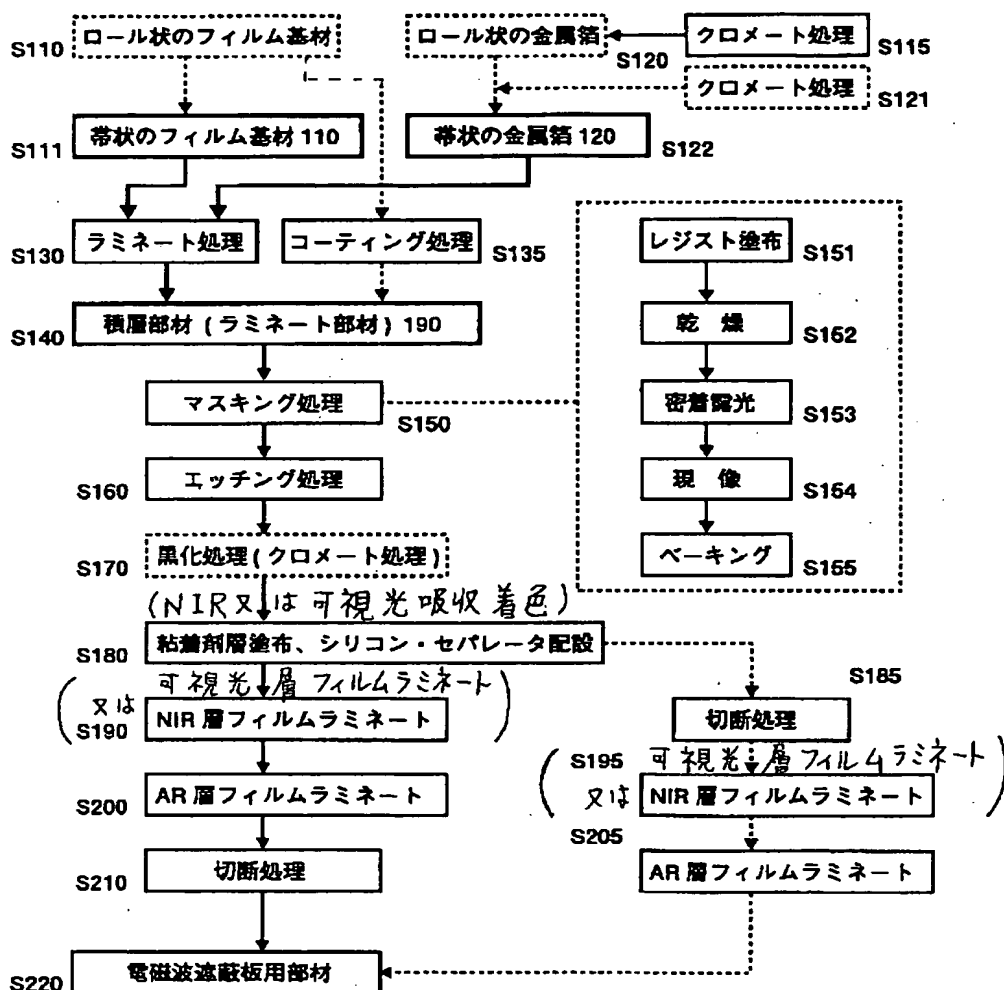 S110 ロール状のフィルム基材
ロール状の金属箔 S120
クロメート処理 S115
クロメート処理 S121
S111 帯状のフィルム基材 110
帯状の金属箔 120 S122
S130 ラミネート処理
コーティング処理 S135
S140 積層部材 (ラミネート部材) 190
マスキング処理 S150
レジスト塗布 S151
乾 燥 S152
密着露光 S153
現 像 S154
ベーキング S155
S160 エッチング処理
S170 黒化処理(クロメート処理)
(NIR又は可視光吸収着色)
S180 粘着剤層塗布、シリコン・セパレータ配設
(又は 可視光層フィルムラミネート)
S190 NIR 層フィルムラミネート
S200 AR 層フィルムラミネート
S210 切断処理
S185
切断処理
S195 可視光層フィルムラミネート
(又は NIR 層フィルムラミネート)
S205
AR 層フィルムラミネート
S220 電磁波遮蔽板用部材